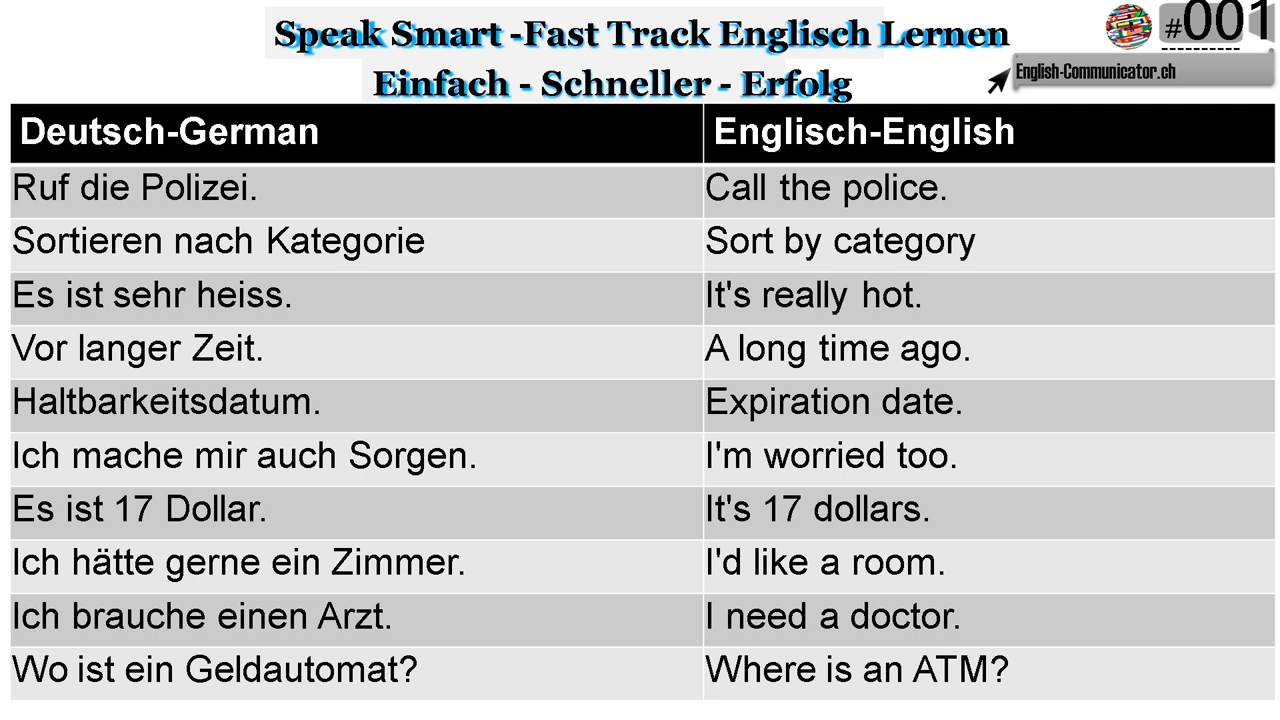 Speak Smart -Fast Track Englisch Lernen
#001
Einfach - Schneller - Erfolg
English-Communicator.ch
Deutsch-German Englisch-English
Ruf die Polizei. Call the police.
Sortieren nach Kategorie Sort by category
Es ist sehr heiss. It's really hot.
Vor langer Zeit. A long time ago.
Haltbarkeitsdatum. Expiration date.
Ich mache mir auch Sorgen. I'm worried too.
Es ist 17 Dollar. It's 17 dollars.
Ich hätte gerne ein Zimmer. I'd like a room.
Ich brauche einen Arzt. I need a doctor.
Wo ist ein Geldautomat? Where is an ATM?